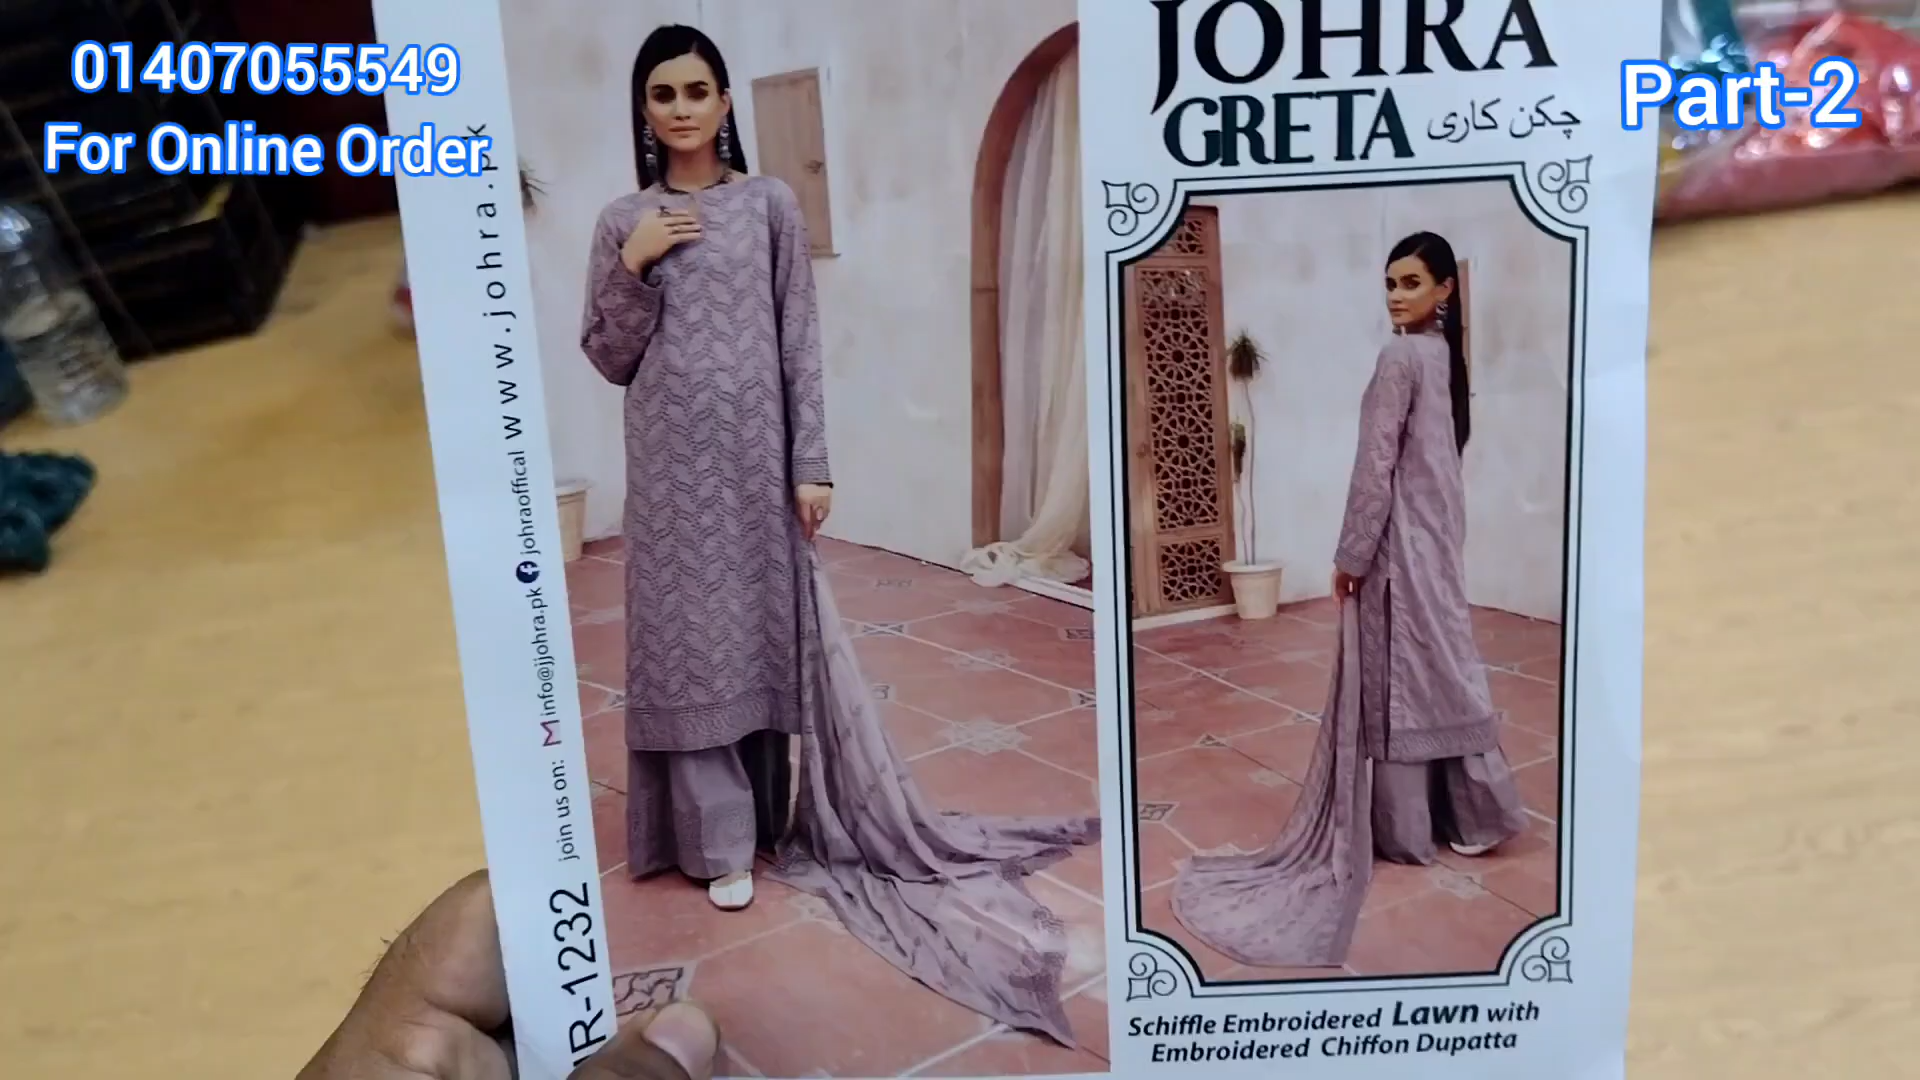 01407055549
For Online Order
Part-2
JOHRA
GRETA چکن کاری
www.johra.pk
johraoffical
info@jjohra.pk
join us on:
JR-1232
Schiffle Embroidered Lawn with
Embroidered Chiffon Dupatta